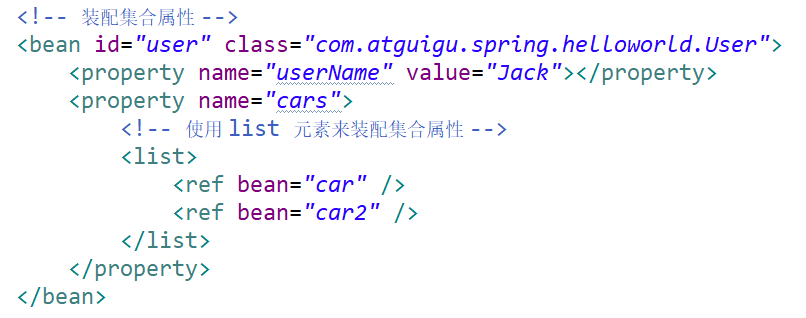 <!-- 装配集合属性 -->
<bean id="user" class="com.atguigu.spring.helloworld.User">
    <property name="userName" value="Jack"></property>
    <property name="cars">
        <!-- 使用 list 元素来装配集合属性 -->
        <list>
            <ref bean="car" />
            <ref bean="car2" />
        </list>
    </property>
</bean>